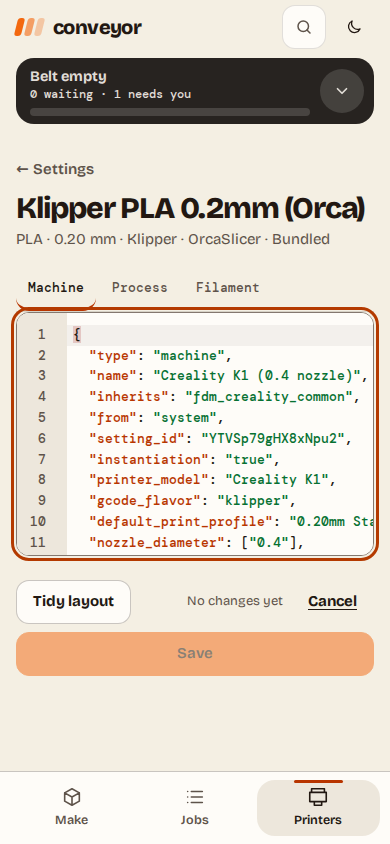 conveyor
Belt empty
0 waiting · 1 needs you
← Settings
Klipper PLA 0.2mm (Orca)
PLA · 0.20 mm · Klipper · OrcaSlicer · Bundled
Machine Process Filament
1 {
2 "type": "machine",
3 "name": "Creality K1 (0.4 nozzle)",
4 "inherits": "fdm_creality_common",
5 "from": "system",
6 "setting_id": "YTVSp79gHX8xNpu2",
7 "instantiation": "true",
8 "printer_model": "Creality K1",
9 "gcode_flavor": "klipper",
10 "default_print_profile": "0.20mm Sta
11 "nozzle_diameter": ["0.4"],
Tidy layout No changes yet Cancel
Save
Make Jobs Printers